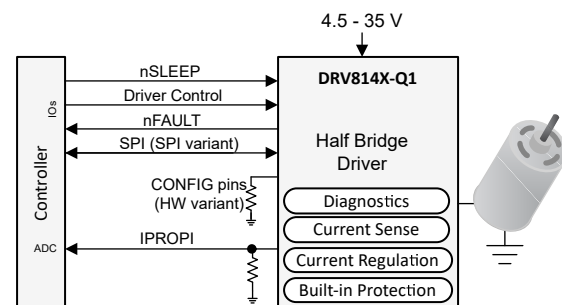 4.5 - 35 V
DRV814X-Q1
Half Bridge
Driver
Diagnostics
Current Sense
Current Regulation
Built-in Protection
Controller
IOs
ADC
nSLEEP
Driver Control
nFAULT
SPI (SPI variant)
CONFIG pins
(HW variant)
IPROPI